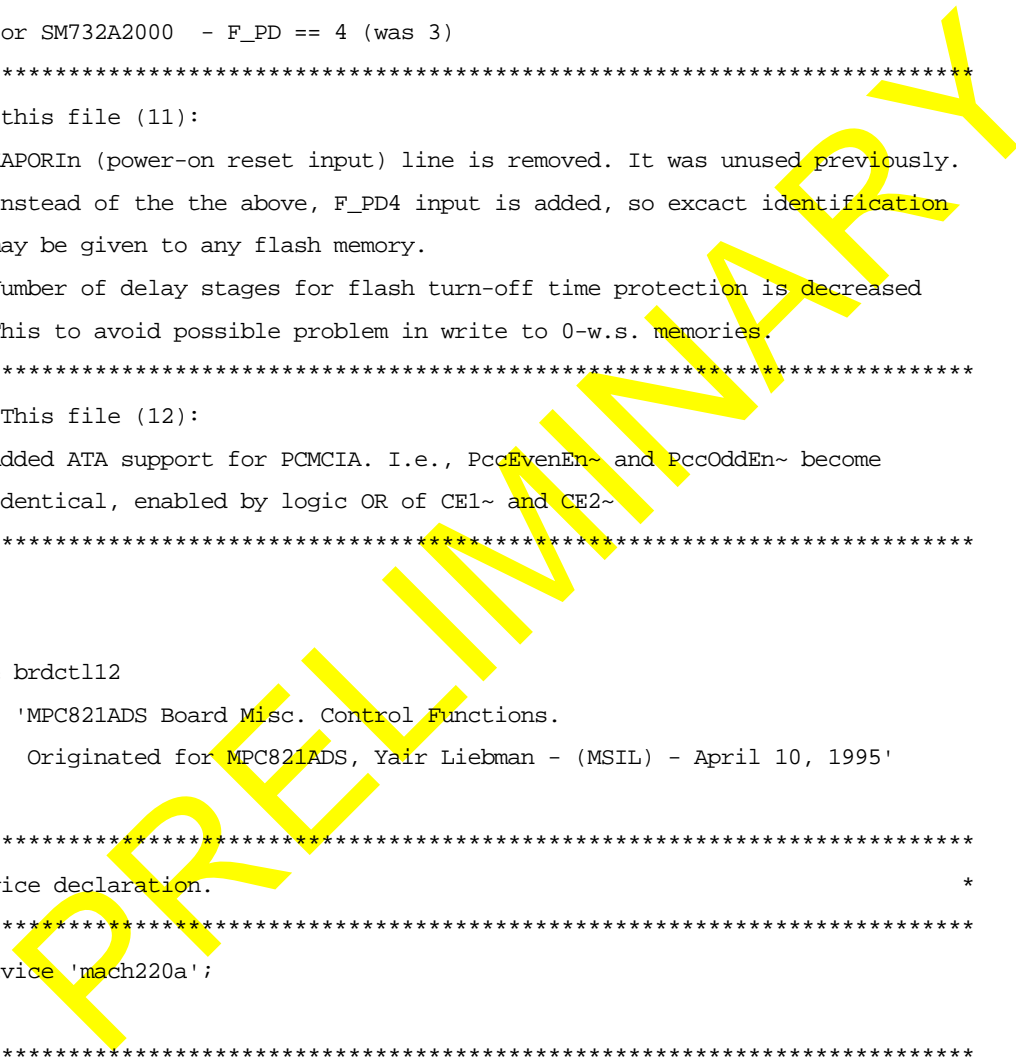 or SM732A2000  - F_PD == 4 (was 3)
*************************************************************************
this file (11):
APORIn (power-on reset input) line is removed. It was unused previously.
nstead of the the above, F_PD4 input is added, so excact identification
ay be given to any flash memory.
umber of delay stages for flash turn-off time protection is decreased
his to avoid possible problem in write to 0-w.s. memories.
*************************************************************************
This file (12):
dded ATA support for PCMCIA. I.e., PccEvenEn~ and PccOddEn~ become
dentical, enabled by logic OR of CE1~ and CE2~
*************************************************************************
brdctl12
'MPC821ADS Board Misc. Control Functions.
Originated for MPC821ADS, Yair Liebman - (MSIL) - April 10, 1995'
*************************************************************************
ice declaration. *
*************************************************************************
vice 'mach220a';
*************************************************************************
PRELIMINARY